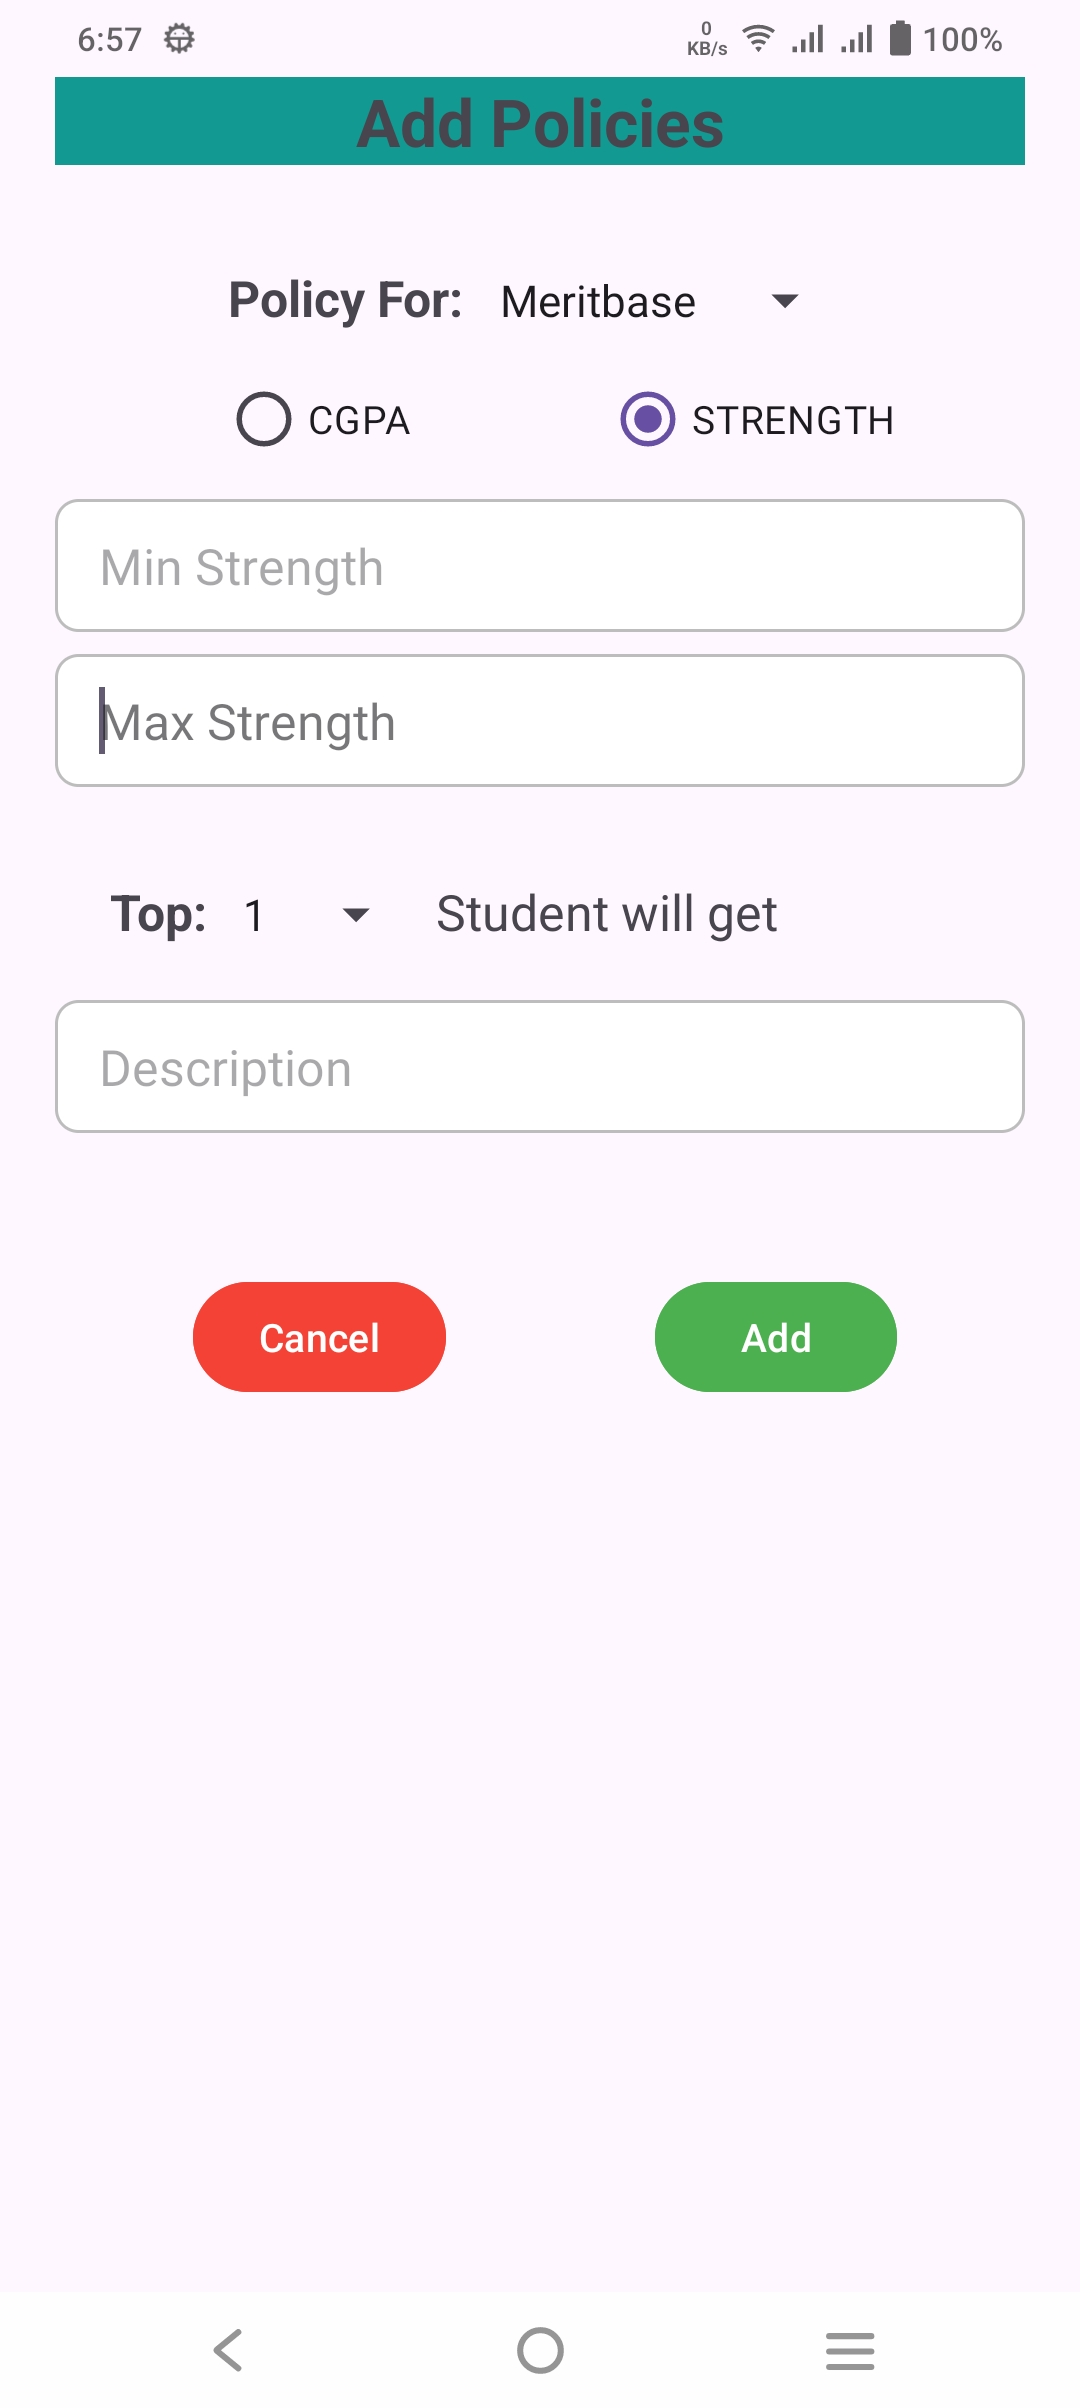 6:57 0 KB/s 100%
Add Policies
Policy For: Meritbase
CGPA STRENGTH
Min Strength
Max Strength
Top: 1 Student will get
Description
Cancel Add